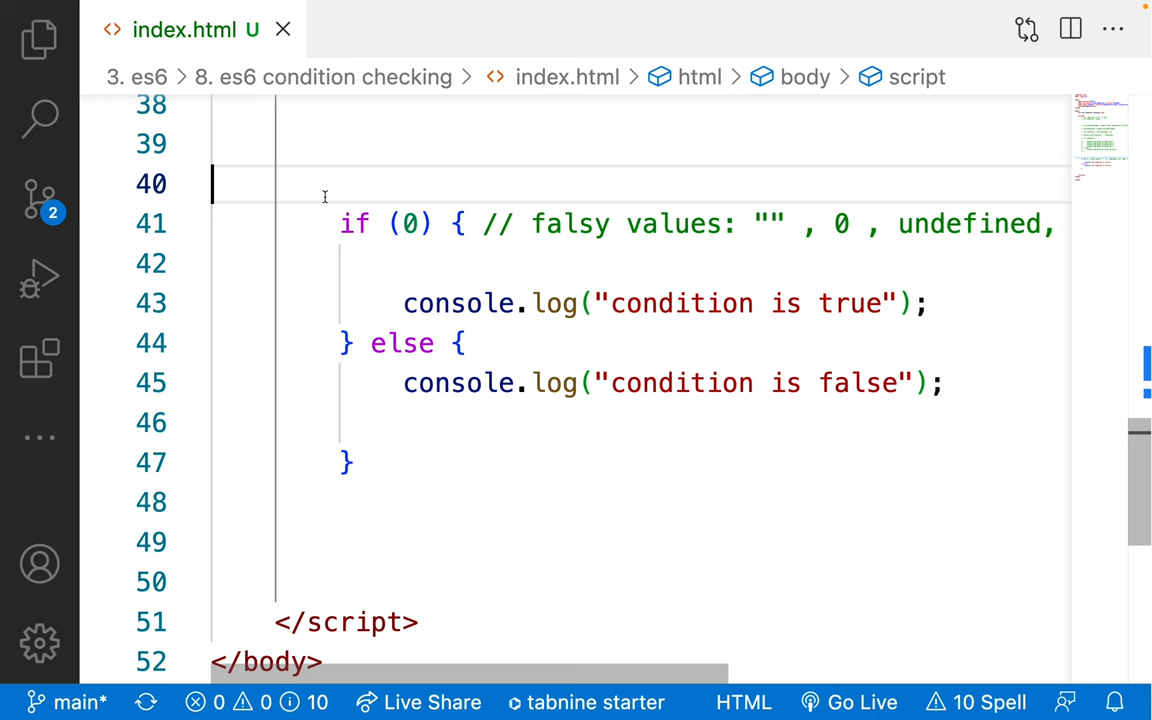 index.html U
3. es6 > 8. es6 condition checking > index.html > html > body > script
38
39
40
41 if (0) { // falsy values: "" , 0 , undefined,
42
43 console.log("condition is true");
44 } else {
45 console.log("condition is false");
46
47 }
48
49
50
51 </script>
52 </body>
2
main* 0 0 10 Live Share tabnine starter HTML Go Live 10 Spell